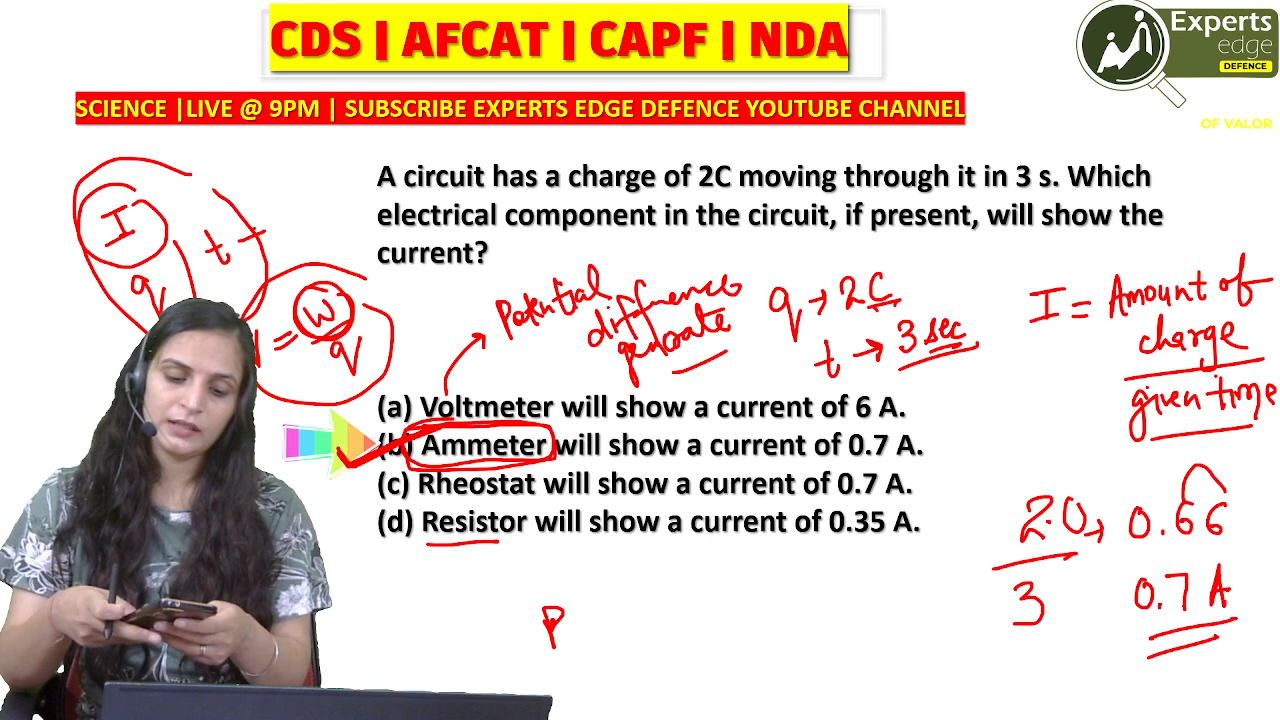 CDS | AFCAT | CAPF | NDA
Experts
edge
DEFENCE
OF VALOR
SCIENCE |LIVE @ 9PM | SUBSCRIBE EXPERTS EDGE DEFENCE YOUTUBE CHANNEL
A circuit has a charge of 2C moving through it in 3 s. Which
electrical component in the circuit, if present, will show the
current?
I
q t
= W
q
Potential
difference
generate
q → 2C
t → 3 sec
I = Amount of
charge
given time
(a) Voltmeter will show a current of 6 A.
(b) Ammeter will show a current of 0.7 A.
(c) Rheostat will show a current of 0.7 A.
(d) Resistor will show a current of 0.35 A.
2.0 → 0.66
3 0.7 A
P